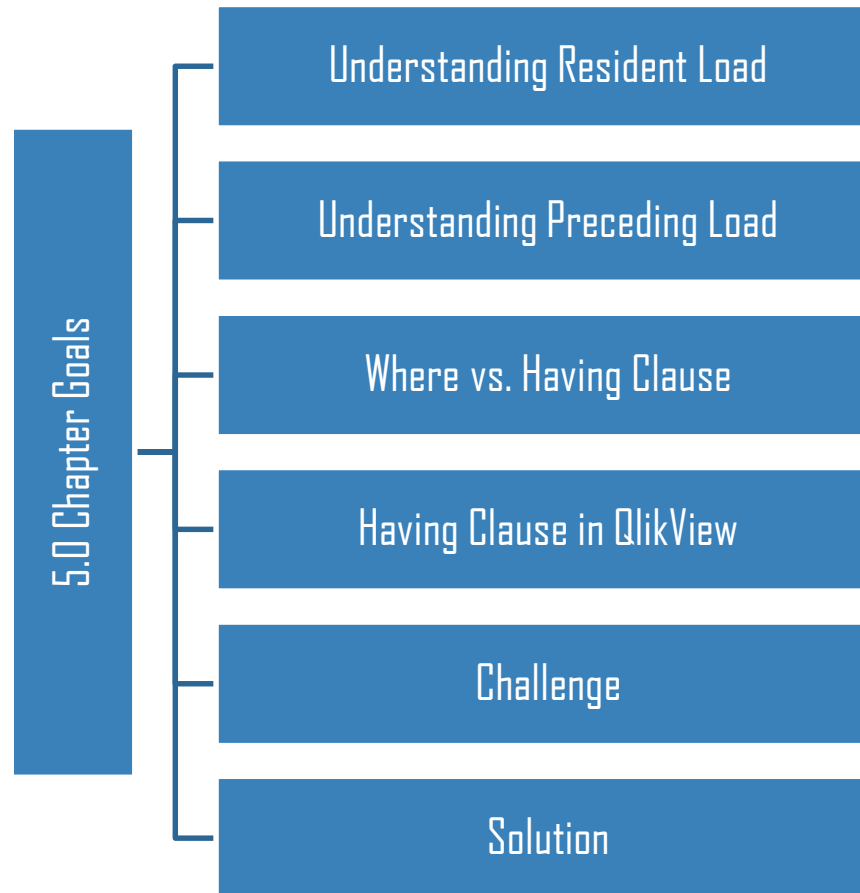 5.0 Chapter Goals
Understanding Resident Load
Understanding Preceding Load
Where vs. Having Clause
Having Clause in QlikView
Challenge
Solution